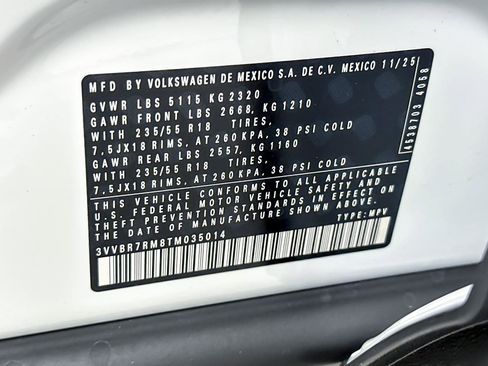 MFD BY VOLKSWAGEN DE MEXICO S.A. DE C.V. MEXICO 11/25
GVWR LBS 5115 KG 2320
GAWR FRONT LBS 2668, KG 1210
WITH 235/55 R18 TIRES,
7,5JX18 RIMS, AT 260 KPA, 38 PSI COLD
GAWR REAR LBS 2557, KG 1160
WITH 235/55 R18 TIRES,
7,5JX18 RIMS, AT 260 KPA, 38 PSI COLD
THIS VEHICLE CONFORMS TO ALL APPLICABLE
U.S. FEDERAL MOTOR VEHICLE SAFETY AND
THEFT PREVENTION STANDARDS IN EFFECT ON
THE DATE OF MANUFACTURE SHOWN ABOVE.
3VVBR7RM8TM035014 TYPE: MPV
4538703 4058